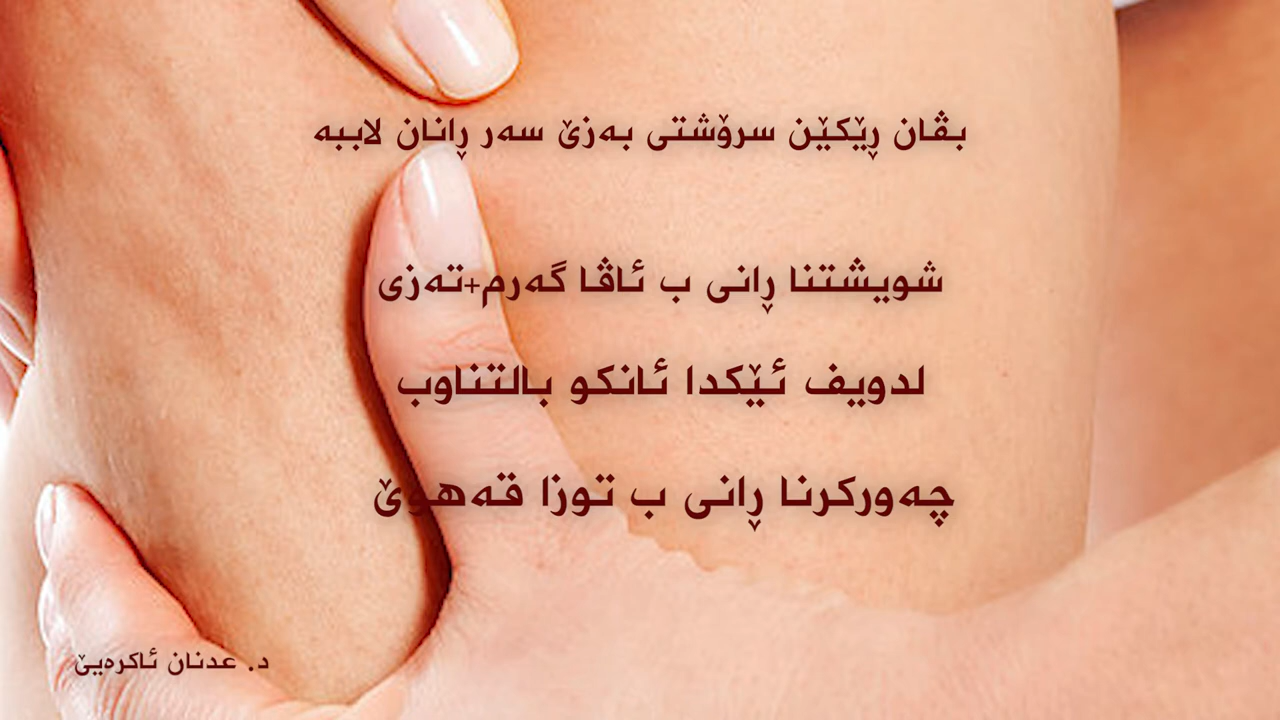 بڤان ڕێکێن سرۆشتی بەزێ سەر ڕانان لاببە
شویشتنا ڕانی ب ئاڤا گەرم+تەزی
لدویف ئێکدا ئانکو بالتناوب
چەورکرنا ڕانی ب توزا قەهوێ
د. عدنان ئاکرەیێ